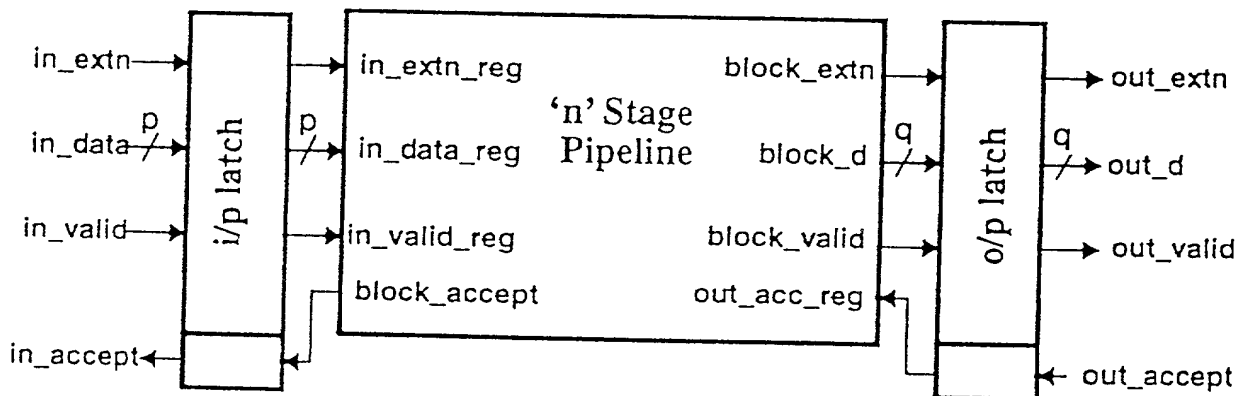 in_extn
in_extn_reg
block_extn
out_extn
'n' Stage
Pipeline
p
p
q
q
in_data
in_data_reg
block_d
out_d
i/p latch
o/p latch
in_valid
in_valid_reg
block_valid
out_valid
block_accept
out_acc_reg
in_accept
out_accept